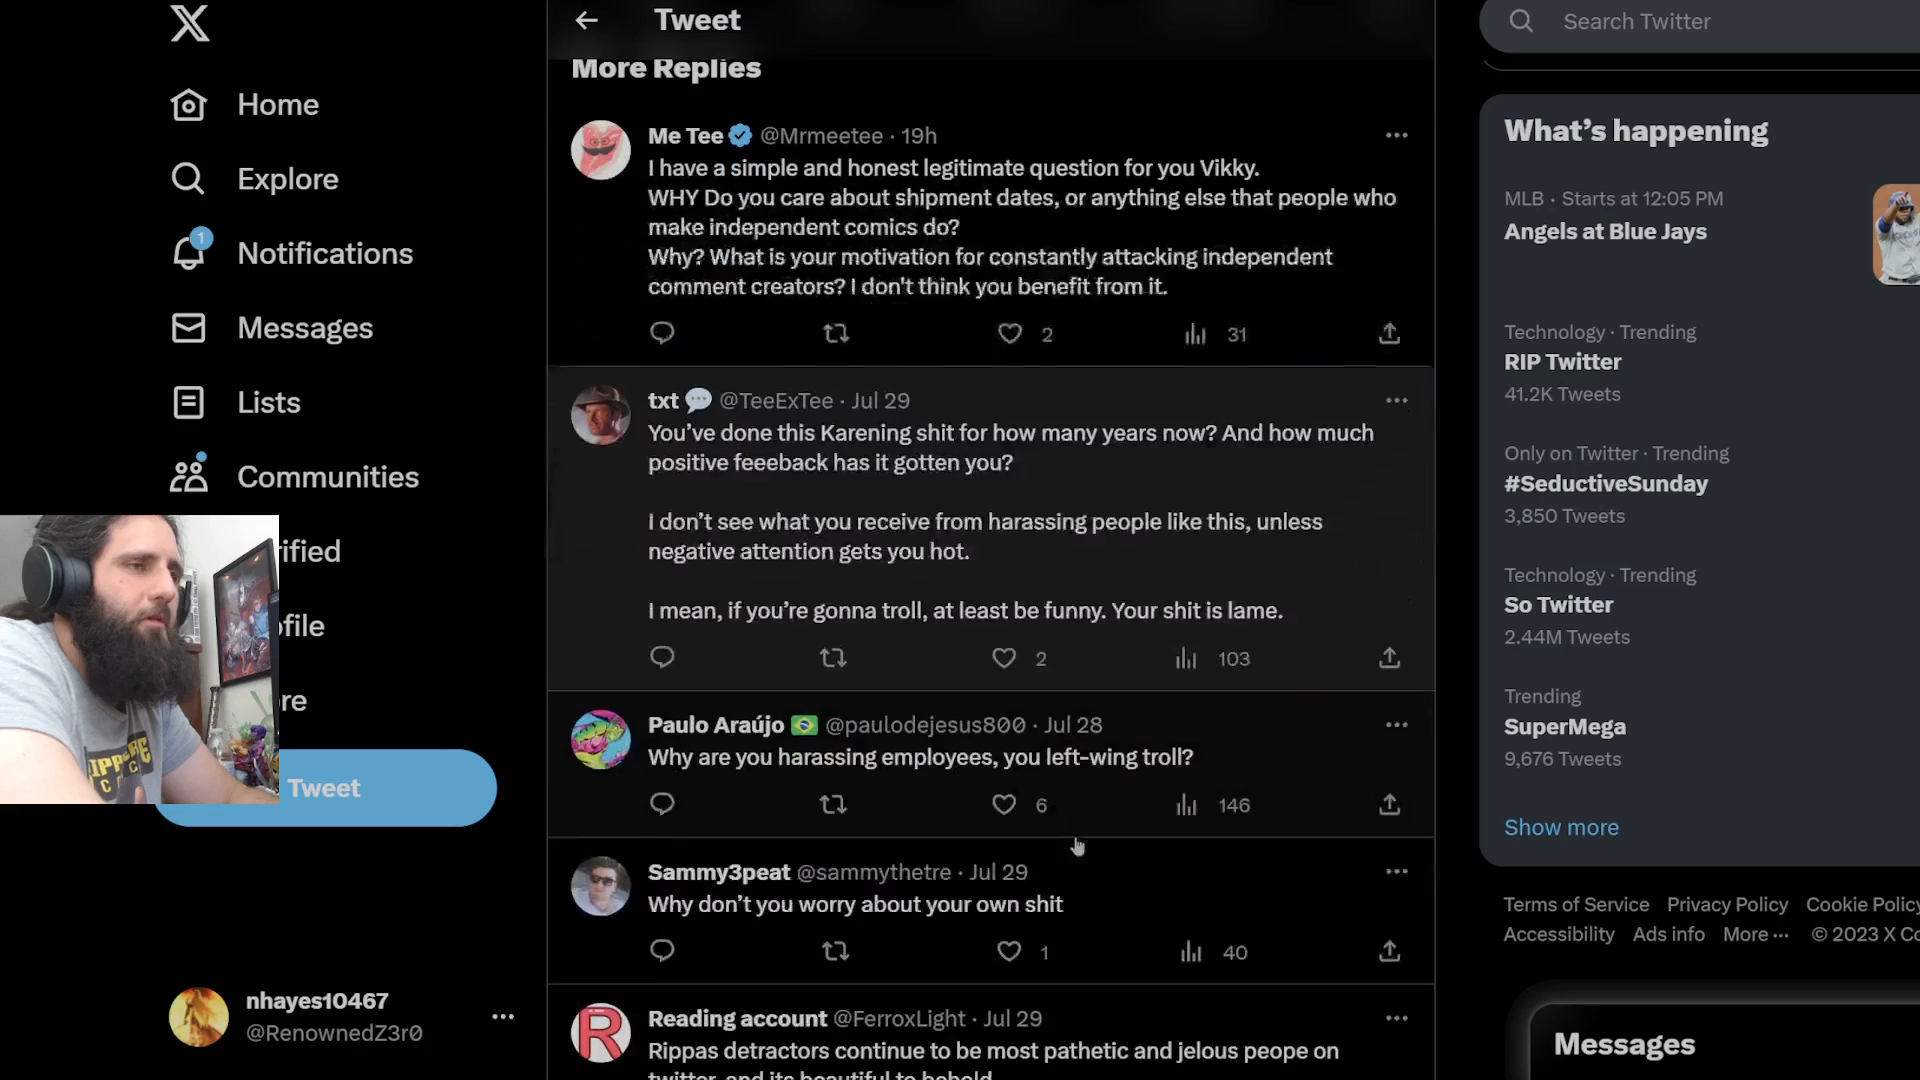 Home
Explore
1
Notifications
Messages
Lists
Communities
rified
ofile
re
Tweet
nhayes10467
@RenownedZ3r0
Tweet
More Replies
Me Tee @Mrmeetee · 19h
I have a simple and honest legitimate question for you Vikky.
WHY Do you care about shipment dates, or anything else that people who
make independent comics do?
Why? What is your motivation for constantly attacking independent
comment creators? I don't think you benefit from it.
2
31
txt 💬 @TeeExTee · Jul 29
You've done this Karening shit for how many years now? And how much
positive feeeback has it gotten you?
I don't see what you receive from harassing people like this, unless
negative attention gets you hot.
I mean, if you're gonna troll, at least be funny. Your shit is lame.
2
103
Paulo Araújo 🇧🇷 @paulodejesus800 · Jul 28
Why are you harassing employees, you left-wing troll?
6
146
Sammy3peat @sammythetre · Jul 29
Why don't you worry about your own shit
1
40
R
Reading account @FerroxLight · Jul 29
Rippas detractors continue to be most pathetic and jelous peope on
twitter, and its beautiful to behold
Search Twitter
What's happening
MLB · Starts at 12:05 PM
Angels at Blue Jays
Technology · Trending
RIP Twitter
41.2K Tweets
Only on Twitter · Trending
#SeductiveSunday
3,850 Tweets
Technology · Trending
So Twitter
2.44M Tweets
Trending
SuperMega
9,676 Tweets
Show more
Terms of Service Privacy Policy Cookie Policy
Accessibility Ads info More ··· © 2023 X Co
Messages